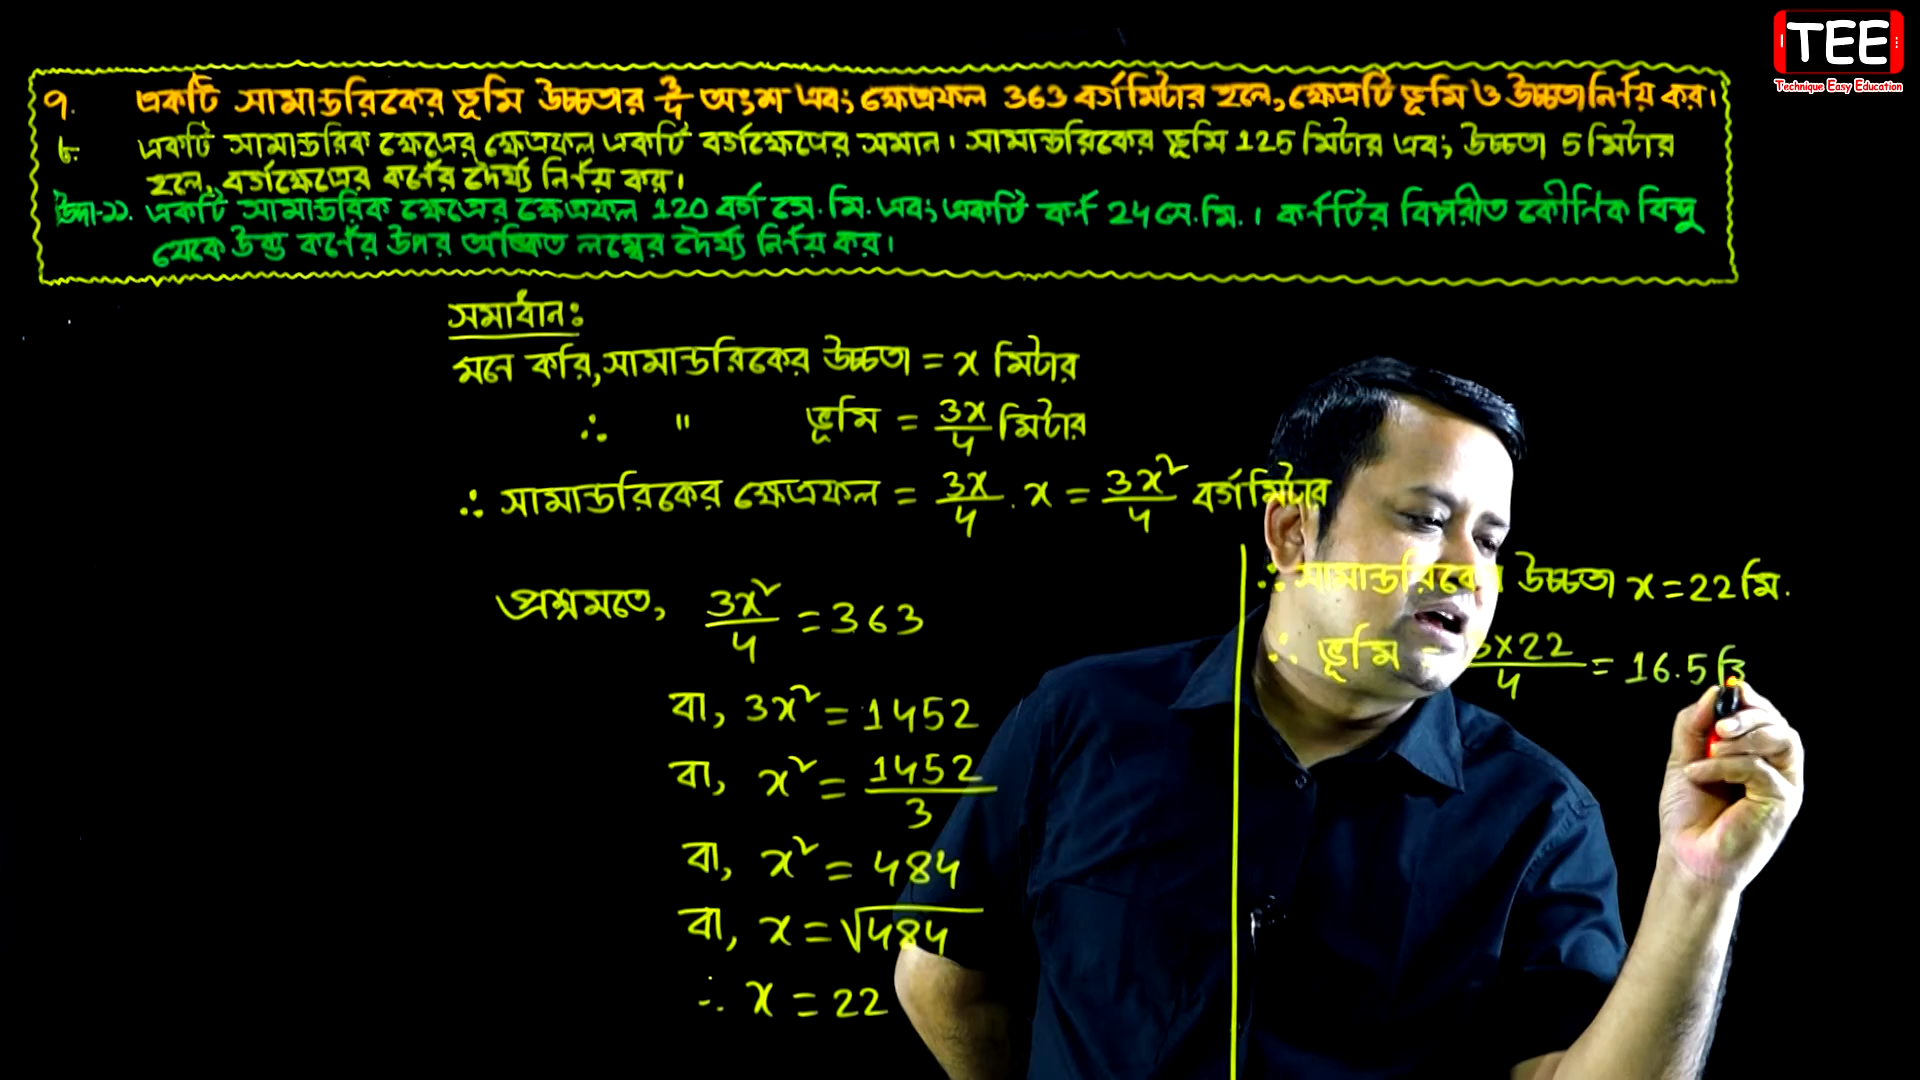 TEE
Technique Easy Education
৭. একটি সামান্তরিকের ভূমি উচ্চতার ৩/৪ অংশ এবং ক্ষেত্রফল 363 বর্গমিটার হলে, ক্ষেত্রটি ভূমি ও উচ্চতা নির্ণয় কর।
৮. একটি সামান্তরিক ক্ষেত্রের ক্ষেত্রফল একটি বর্গক্ষেত্রের সমান। সামান্তরিকের ভূমি 125 মিটার এবং উচ্চতা 5 মিটার
হলে, বর্গক্ষেত্রের কর্ণের দৈর্ঘ্য নির্ণয় কর।
উদা-১১. একটি সামান্তরিক ক্ষেত্রের ক্ষেত্রফল 120 বর্গ সে. মি. এবং একটি কর্ণ 24 সে. মি.। কর্ণটির বিপরীত কৌণিক বিন্দু
থেকে উক্ত কর্ণের উপর অঙ্কিত লম্বের দৈর্ঘ্য নির্ণয় কর।
সমাধানঃ
মনে করি, সামান্তরিকের উচ্চতা = x মিটার
∴ " ভূমি = 3x/4 মিটার
∴ সামান্তরিকের ক্ষেত্রফল = 3x/4 . x = 3x²/4 বর্গমিটার
প্রশ্নমতে, 3x²/4 = 363
বা, 3x² = 1452
বা, x² = 1452/3
বা, x² = 484
বা, x = √484
∴ x = 22
∴ সামান্তরিকের উচ্চতা x = 22 মি.
∴ ভূমি = 3×22/4 = 16.5